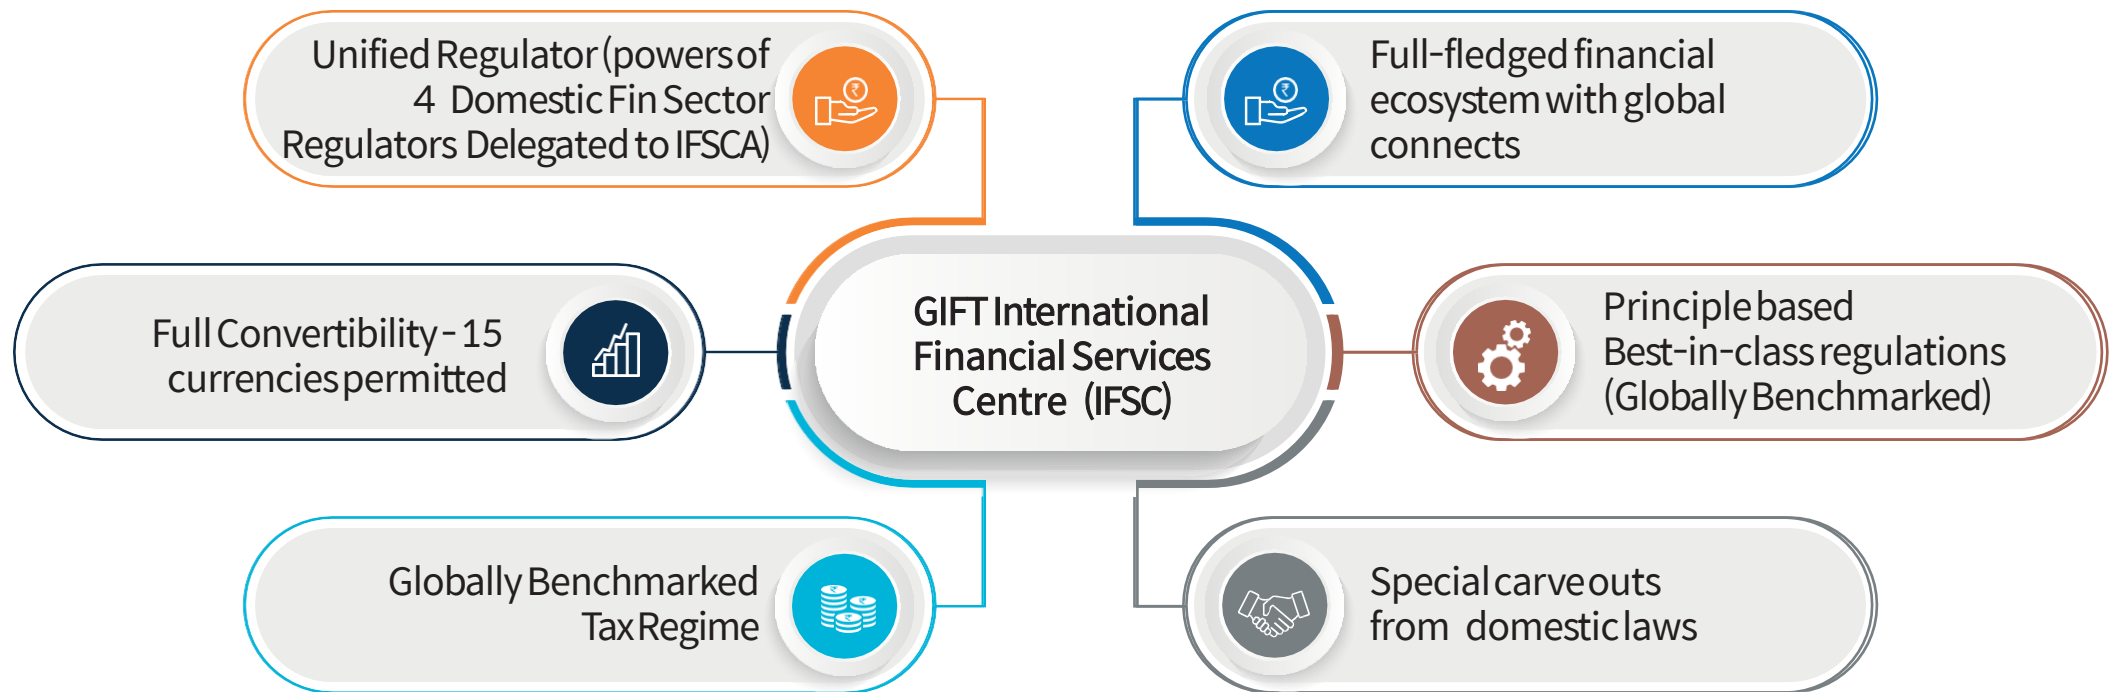 Unified Regulator (powers of
4 Domestic Fin Sector
Regulators Delegated to IFSCA)
Full-fledged financial
ecosystem with global
connects
Full Convertibility - 15
currencies permitted
GIFT International
Financial Services
Centre (IFSC)
Principle based
Best-in-class regulations
(Globally Benchmarked)
Globally Benchmarked
Tax Regime
Special carve outs
from domestic laws